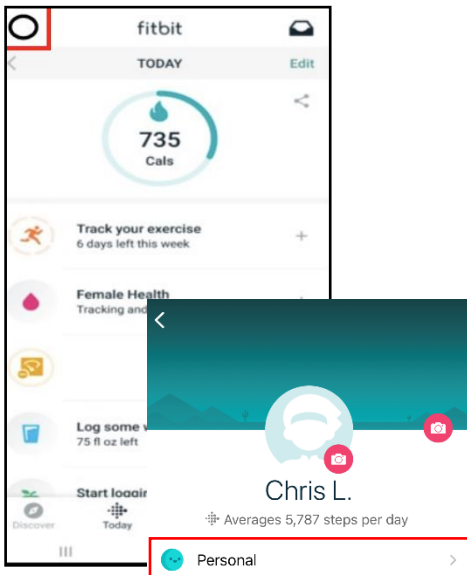 fitbit
TODAY
Edit
735
Cals
Track your exercise
6 days left this week
Female Health
Tracking and
Log some
75 fl oz left
Start
Discover
Today
Chris L.
Averages 5,787 steps per day
Personal